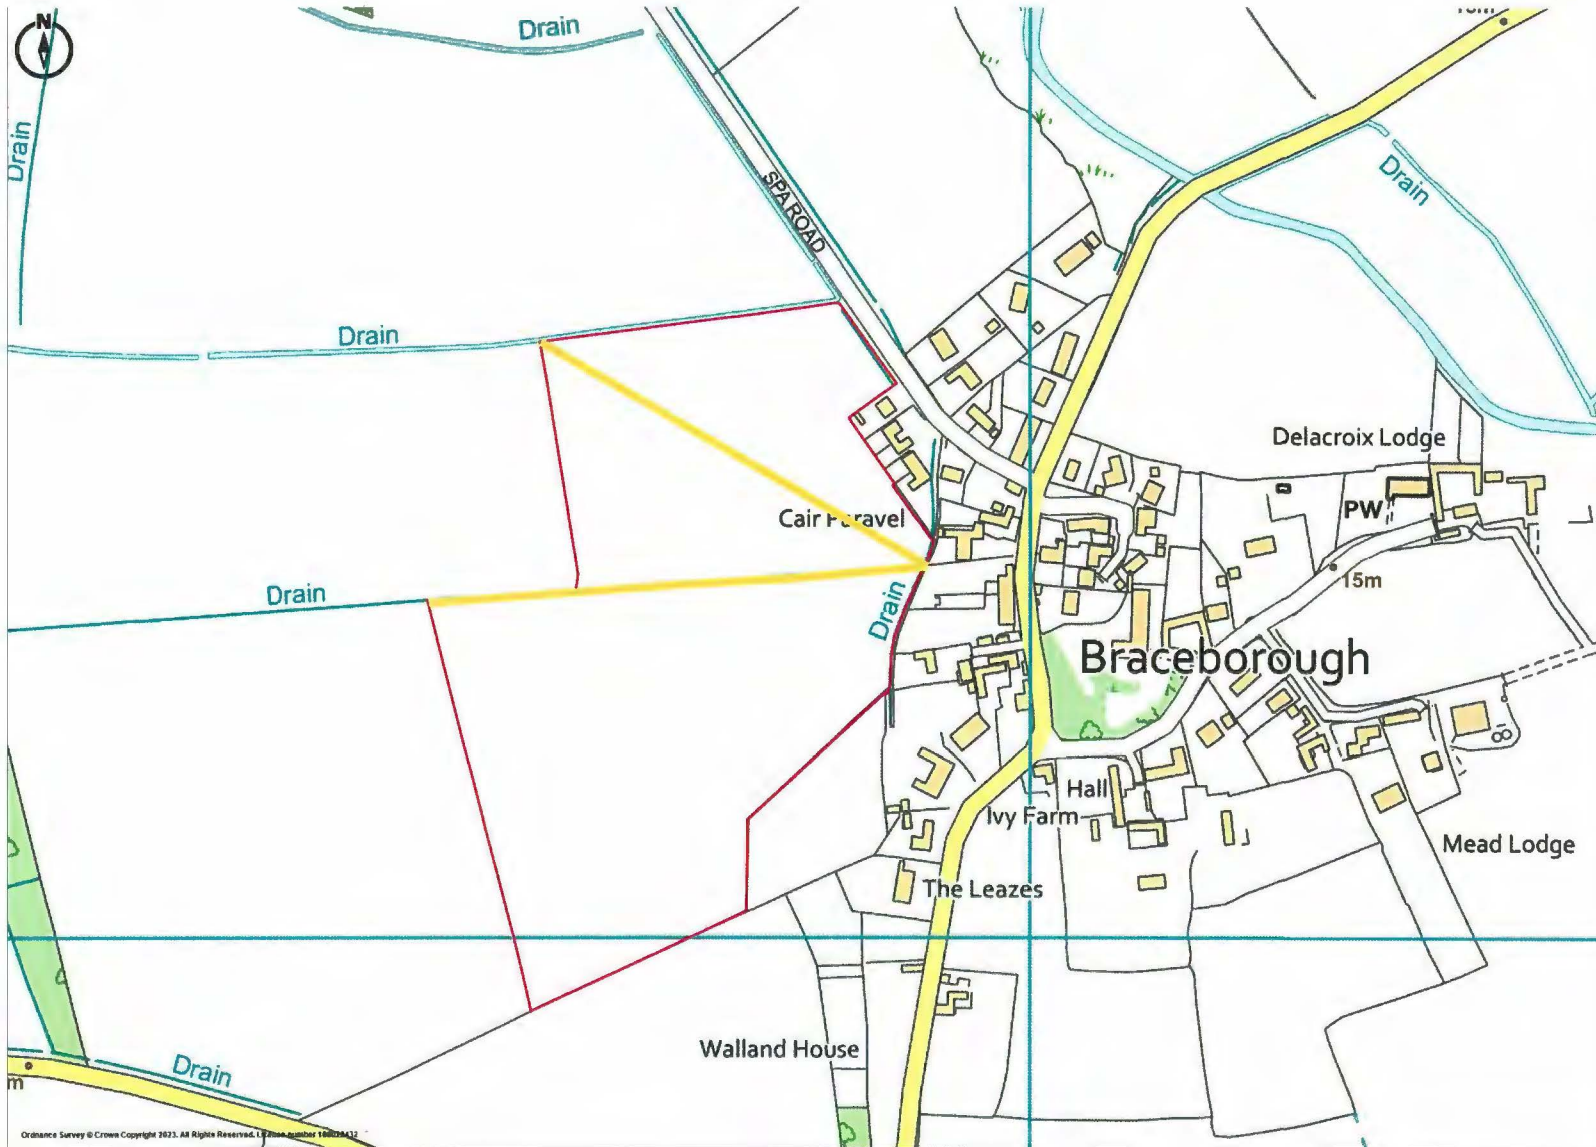 N
Drain
Drain
SPA ROAD
Drain
Drain
Delacroix Lodge
PW
Cair Paravel
15m
Drain
Drain
Braceborough
Hall
Ivy Farm
Mead Lodge
The Leazes
Walland House
Drain
m
Ordnance Survey © Crown Copyright 2023. All Rights Reserved.